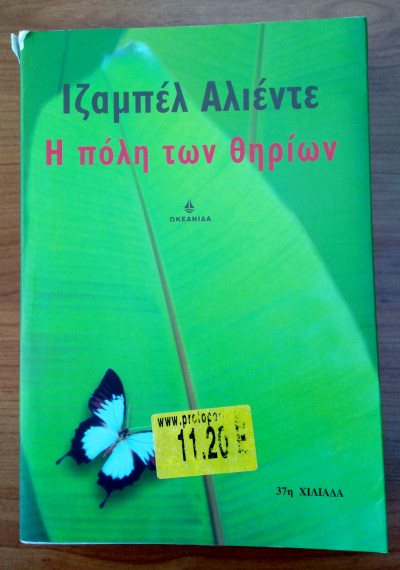 Ιζαμπέλ Αλιέντε
Η πόλη των θηρίων
ΩΚΕΑΝΙΔΑ
11.20
37η ΧΙΛΙΑΔΑ